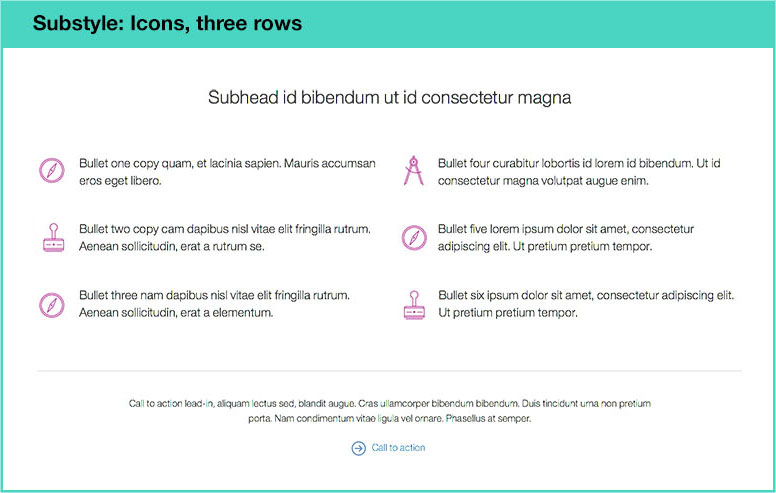 Substyle: Icons, three rows
Subhead id bibendum ut id consectetur magna
Bullet one copy quam, et lacinia sapien. Mauris accumsan
eros eget libero.
Bullet two copy cam dapibus nisl vitae elit fringilla rutrum.
Aenean sollicitudin, erat a rutrum se.
Bullet three nam dapibus nisl vitae elit fringilla rutrum.
Aenean sollicitudin, erat a elementum.
Bullet four curabitur lobortis id lorem id bibendum. Ut id
consectetur magna volutpat augue enim.
Bullet five lorem ipsum dolor sit amet, consectetur
adipiscing elit. Ut pretium pretium tempor.
Bullet six ipsum dolor sit amet, consectetur adipiscing elit.
Ut pretium pretium tempor.
Call to action lead-in, aliquam lectus sed, blandit augue. Cras ullamcorper bibendum bibendum. Duis tincidunt urna non pretium
porta. Nam condimentum vitae ligula vel ornare. Phasellus at semper.
Call to action